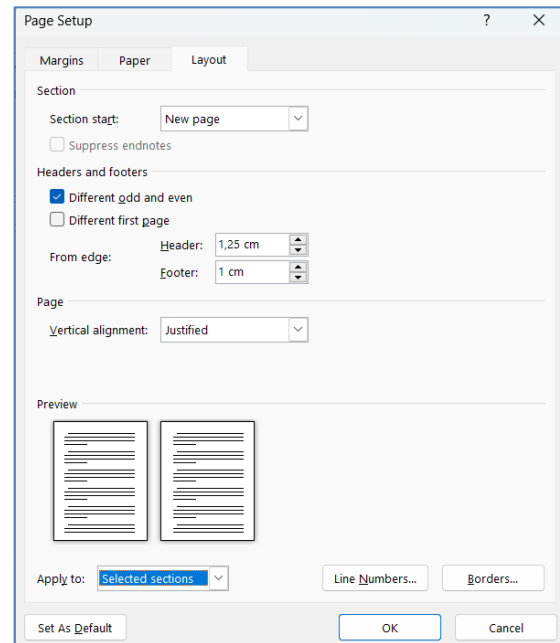 Page Setup ?
Margins Paper Layout
Section
Section start: New page
Suppress endnotes
Headers and footers
Different odd and even
Different first page
From edge:
Header: 1,25 cm
Footer: 1 cm
Page
Vertical alignment: Justified
Preview
Apply to: Selected sections Line Numbers... Borders...
Set As Default OK Cancel